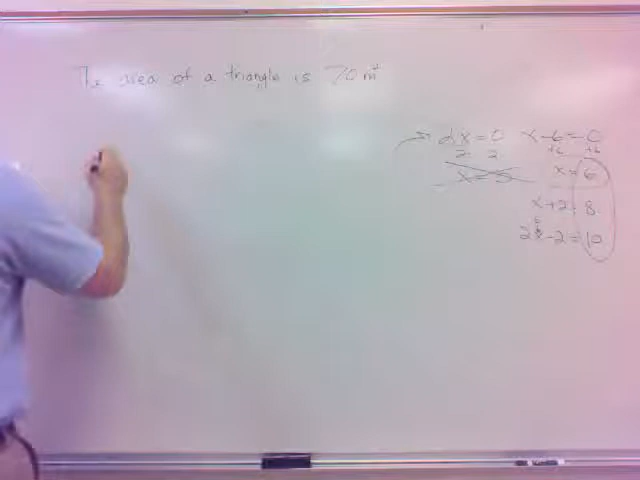 The area of a triangle is 70 m²
2x = 0 x - 6 = 0
2 2 +6 +6
x = 6
x + 2 = 8
6
2x - 2 = 10